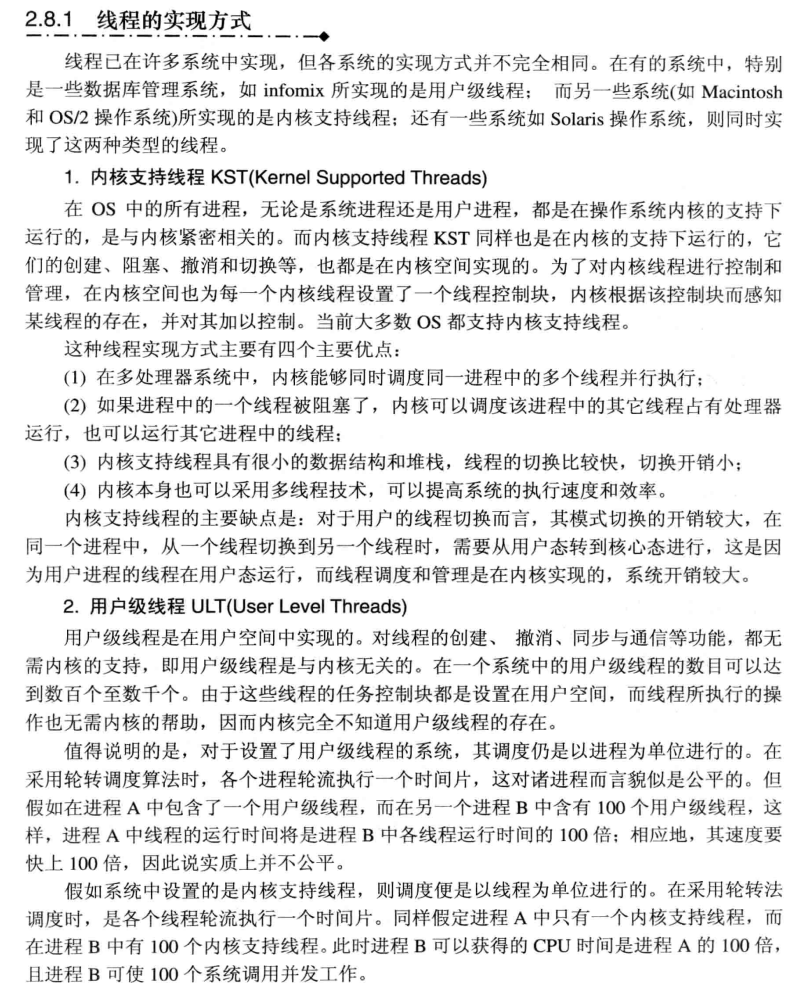 2.8.1 线程的实现方式
线程已在许多系统中实现，但各系统的实现方式并不完全相同。在有的系统中，特别
是一些数据库管理系统，如 infomix 所实现的是用户级线程； 而另一些系统(如 Macintosh
和 OS/2 操作系统)所实现的是内核支持线程；还有一些系统如 Solaris 操作系统，则同时实
现了这两种类型的线程。
1. 内核支持线程 KST(Kernel Supported Threads)
在 OS 中的所有进程，无论是系统进程还是用户进程，都是在操作系统内核的支持下
运行的，是与内核紧密相关的。而内核支持线程 KST 同样也是在内核的支持下运行的，它
们的创建、阻塞、撤消和切换等，也都是在内核空间实现的。为了对内核线程进行控制和
管理，在内核空间也为每一个内核线程设置了一个线程控制块，内核根据该控制块而感知
某线程的存在，并对其加以控制。当前大多数 OS 都支持内核支持线程。
这种线程实现方式主要有四个主要优点：
(1) 在多处理器系统中，内核能够同时调度同一进程中的多个线程并行执行；
(2) 如果进程中的一个线程被阻塞了，内核可以调度该进程中的其它线程占有处理器
运行，也可以运行其它进程中的线程；
(3) 内核支持线程具有很小的数据结构和堆栈，线程的切换比较快，切换开销小；
(4) 内核本身也可以采用多线程技术，可以提高系统的执行速度和效率。
内核支持线程的主要缺点是：对于用户的线程切换而言，其模式切换的开销较大，在
同一个进程中，从一个线程切换到另一个线程时，需要从用户态转到核心态进行，这是因
为用户进程的线程在用户态运行，而线程调度和管理是在内核实现的，系统开销较大。
2. 用户级线程 ULT(User Level Threads)
用户级线程是在用户空间中实现的。对线程的创建、 撤消、同步与通信等功能，都无
需内核的支持，即用户级线程是与内核无关的。在一个系统中的用户级线程的数目可以达
到数百个至数千个。由于这些线程的任务控制块都是设置在用户空间，而线程所执行的操
作也无需内核的帮助，因而内核完全不知道用户级线程的存在。
值得说明的是，对于设置了用户级线程的系统，其调度仍是以进程为单位进行的。在
采用轮转调度算法时，各个进程轮流执行一个时间片，这对诸进程而言貌似是公平的。但
假如在进程 A 中包含了一个用户级线程，而在另一个进程 B 中含有 100 个用户级线程，这
样，进程 A 中线程的运行时间将是进程 B 中各线程运行时间的 100 倍；相应地，其速度要
快上 100 倍，因此说实质上并不公平。
假如系统中设置的是内核支持线程，则调度便是以线程为单位进行的。在采用轮转法
调度时，是各个线程轮流执行一个时间片。同样假定进程 A 中只有一个内核支持线程，而
在进程 B 中有 100 个内核支持线程。此时进程 B 可以获得的 CPU 时间是进程 A 的 100 倍，
且进程 B 可使 100 个系统调用并发工作。